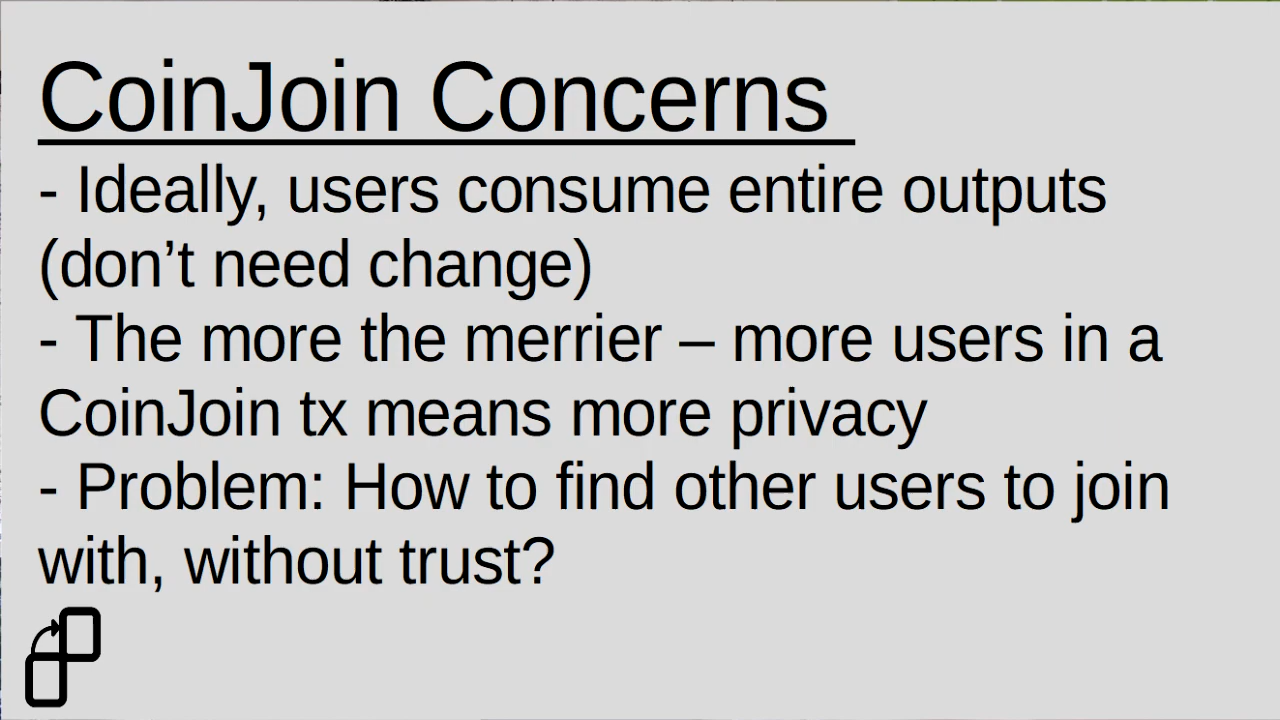 CoinJoin Concerns
- Ideally, users consume entire outputs
(don’t need change)
- The more the merrier – more users in a
CoinJoin tx means more privacy
- Problem: How to find other users to join
with, without trust?